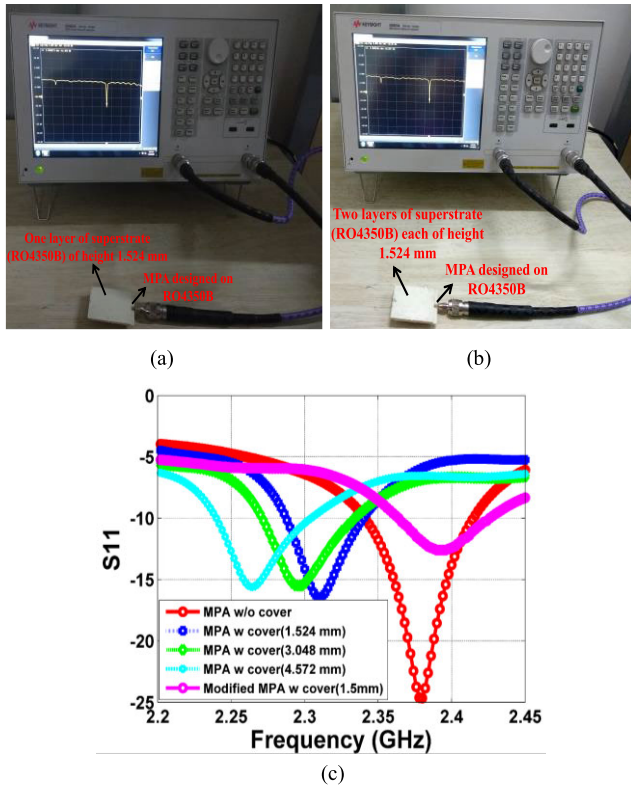 KEYSIGHT
KEYSIGHT
One layer of superstrate
(RO4350B) of height 1.524 mm
MPA designed on
RO4350B
Two layers of superstrate
(RO4350B) each of height
1.524 mm
MPA designed on
RO4350B
(a)
(b)
0
-5
-10
-15
-20
-25
S11
MPA w/o cover
MPA w cover(1.524 mm)
MPA w cover(3.048 mm)
MPA w cover(4.572 mm)
Modified MPA w cover(1.5mm)
2.2
2.25
2.3
2.35
2.4
2.45
Frequency (GHz)
(c)